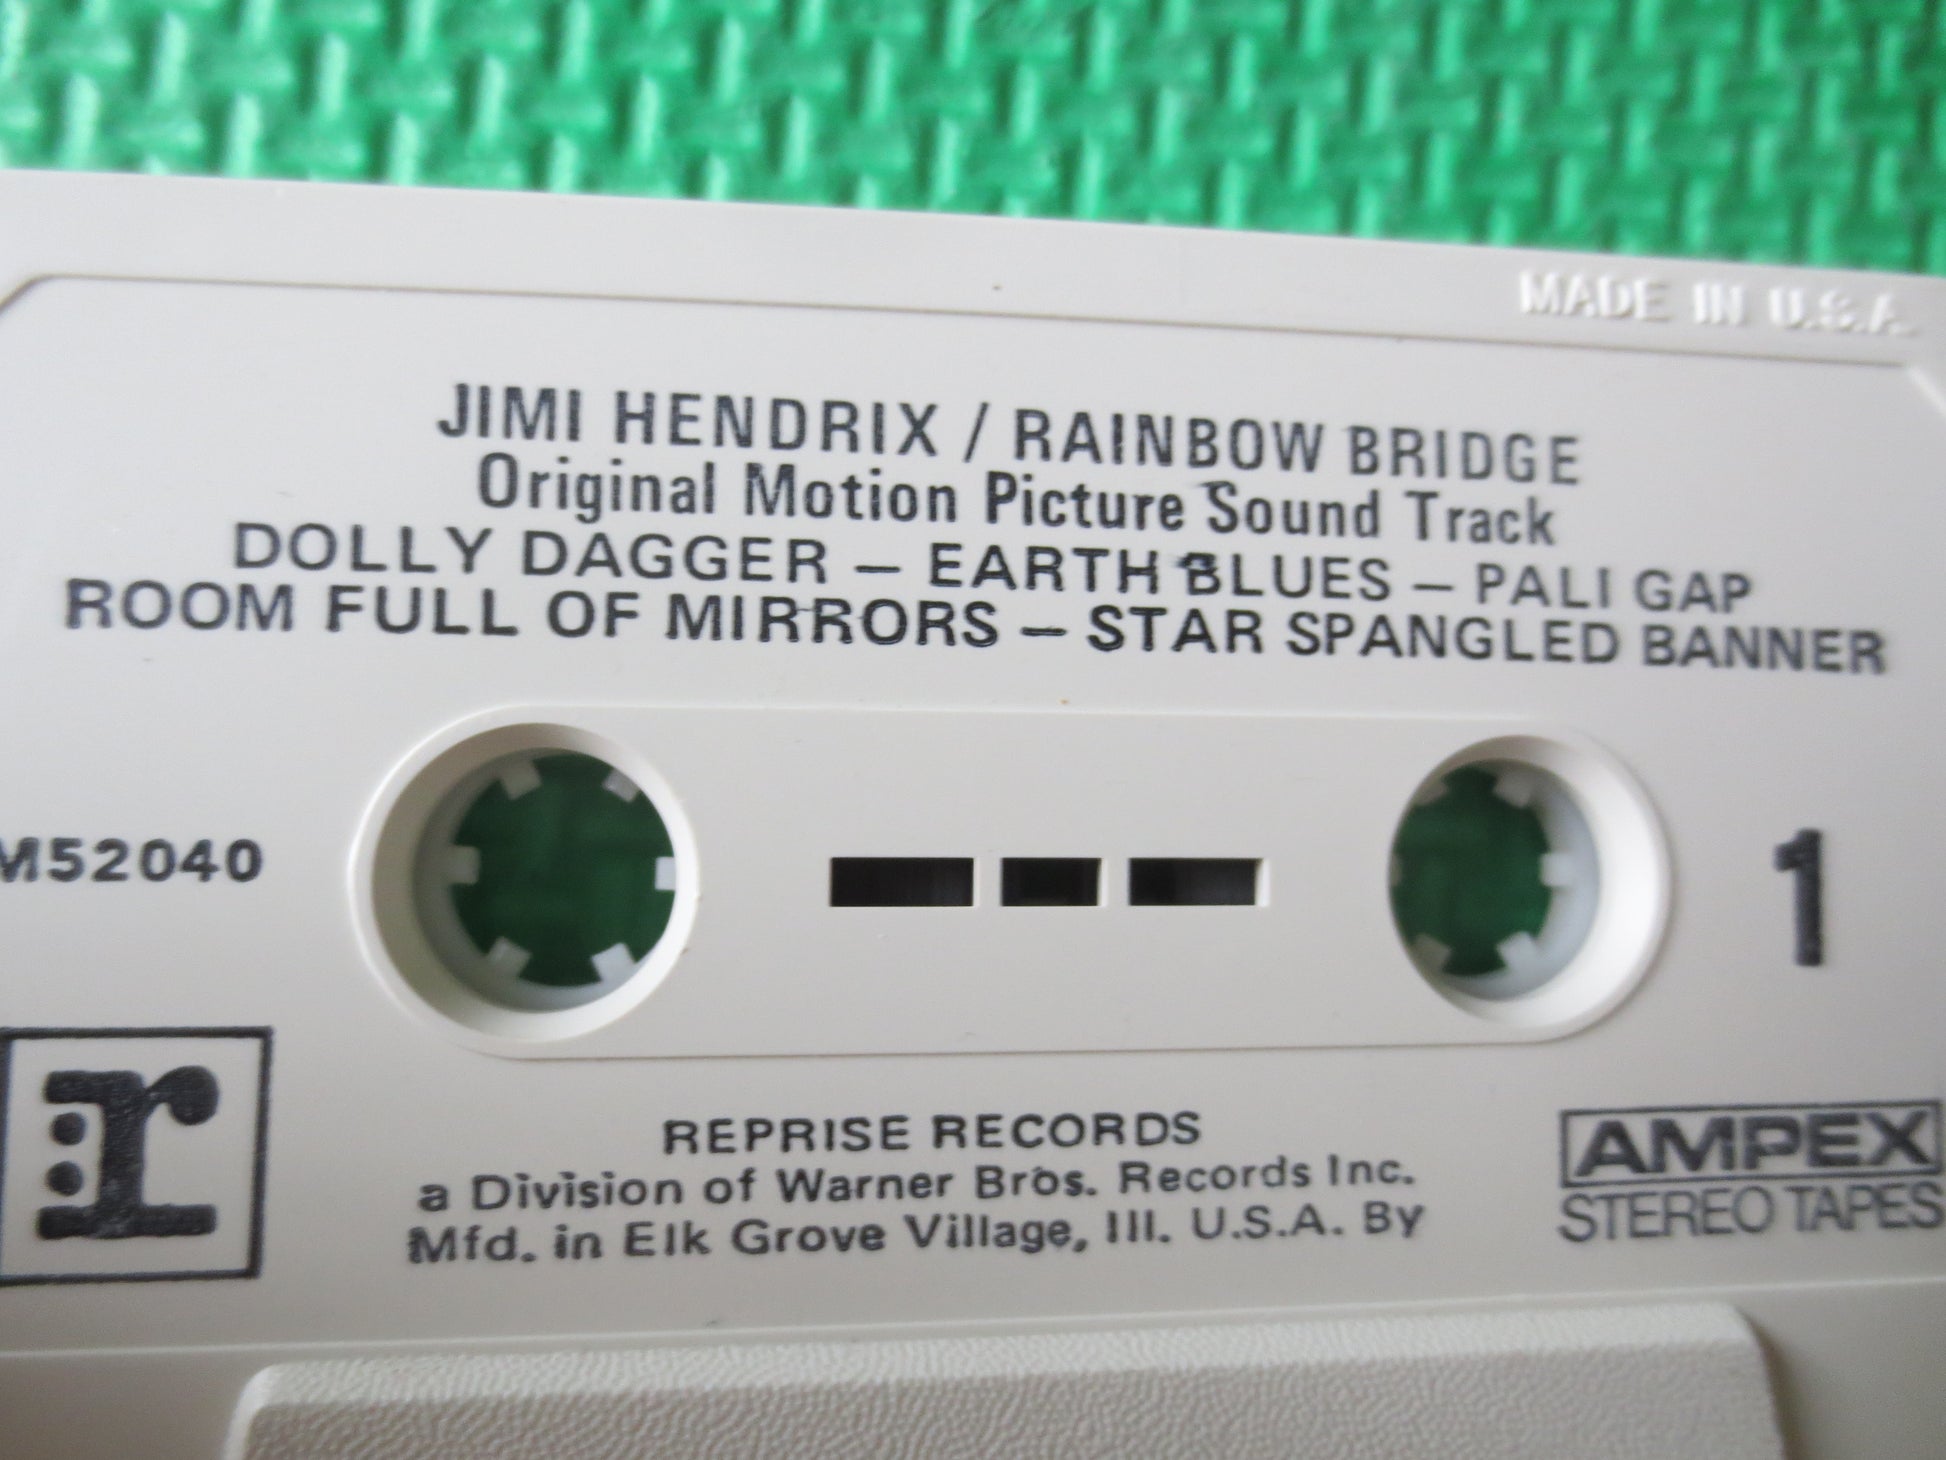 MADE IN U.S.A.
JIMI HENDRIX / RAINBOW BRIDGE
Original Motion Picture Sound Track
DOLLY DAGGER — EARTH BLUES — PALI GAP
ROOM FULL OF MIRRORS — STAR SPANGLED BANNER
M52040
1
:r
REPRISE RECORDS
a Division of Warner Bros. Records Inc.
Mfd. in Elk Grove Village, Ill. U.S.A. By
AMPEX
STEREO TAPES